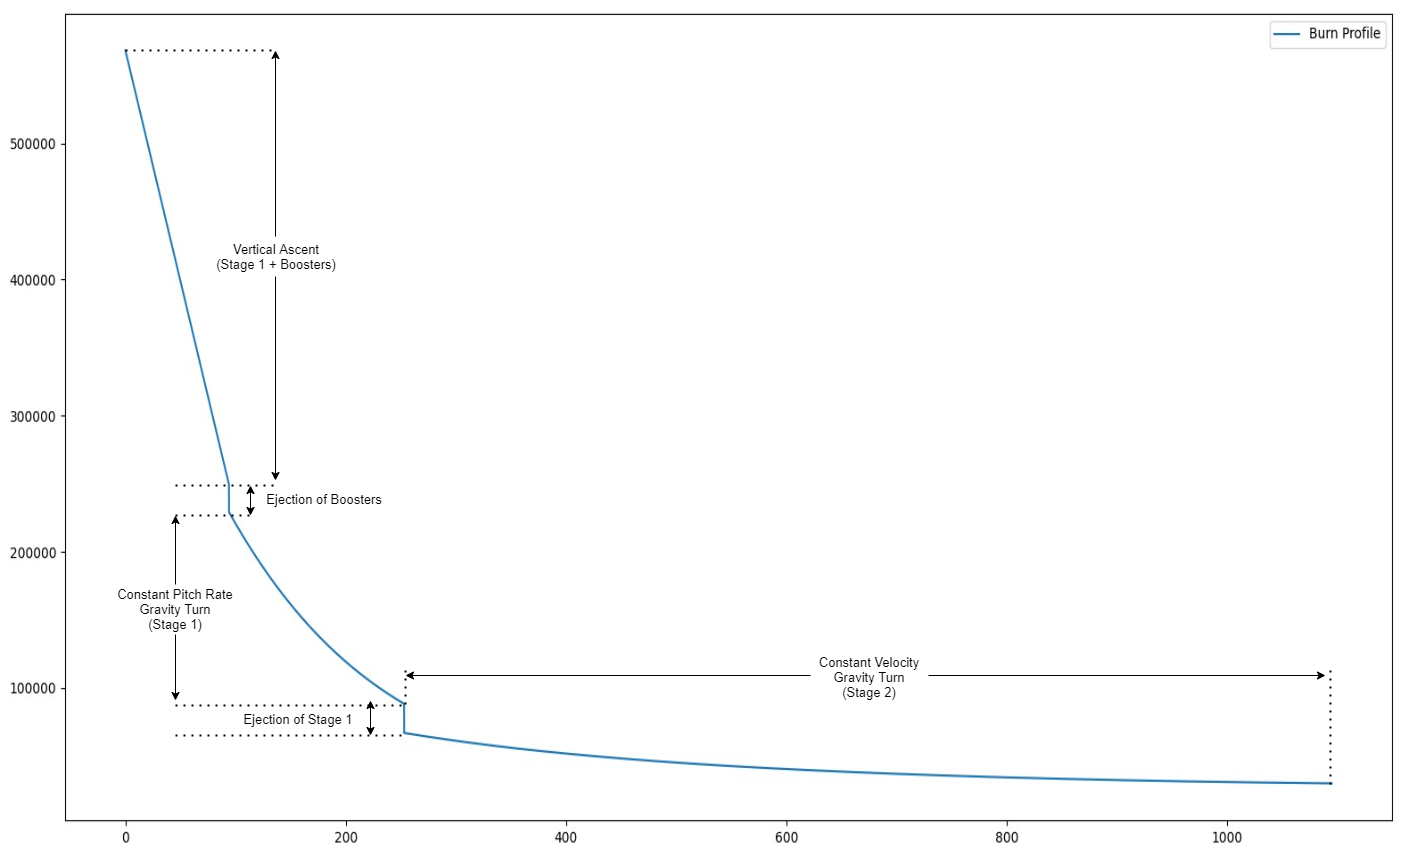 Burn Profile
500000
400000
300000
200000
100000
Vertical Ascent
(Stage 1 + Boosters)
Ejection of Boosters
Constant Pitch Rate
Gravity Turn
(Stage 1)
Ejection of Stage 1
Constant Velocity
Gravity Turn
(Stage 2)
0
200
400
600
800
1000